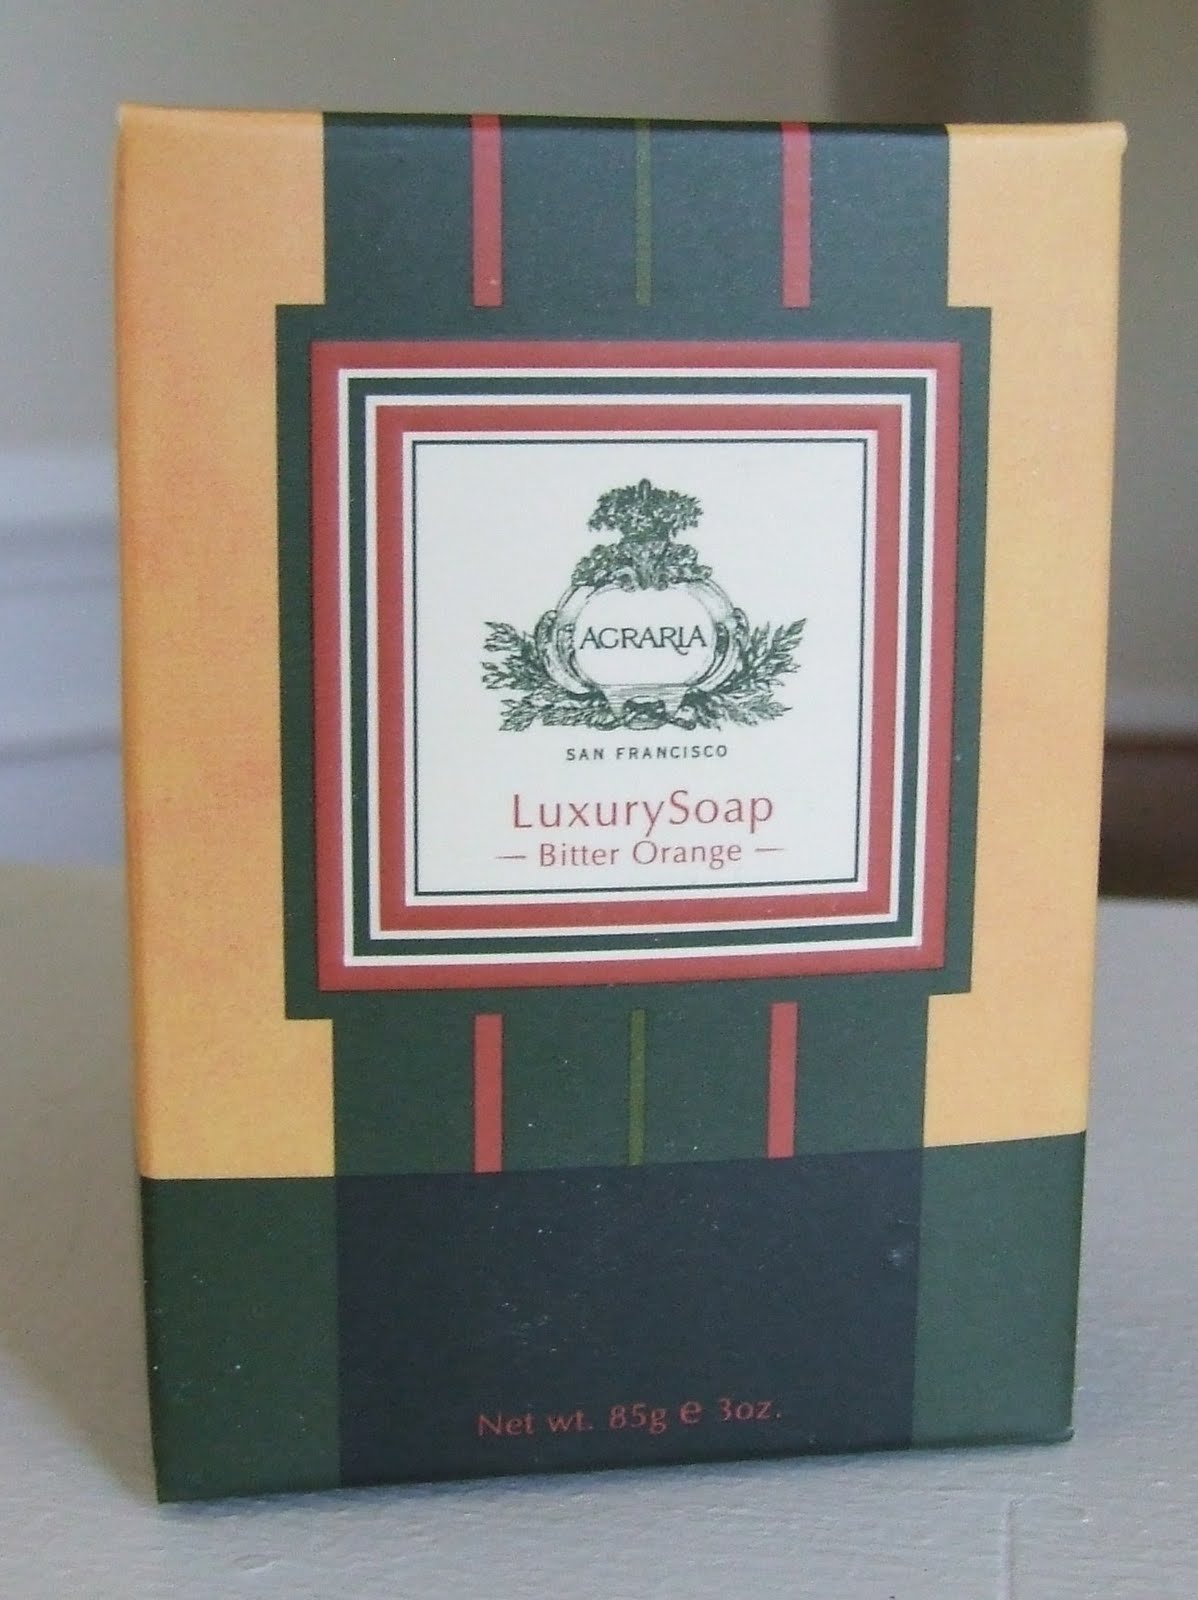 AGRARIA
SAN FRANCISCO
LuxurySoap
— Bitter Orange —
Net wt. 85g e 3oz.